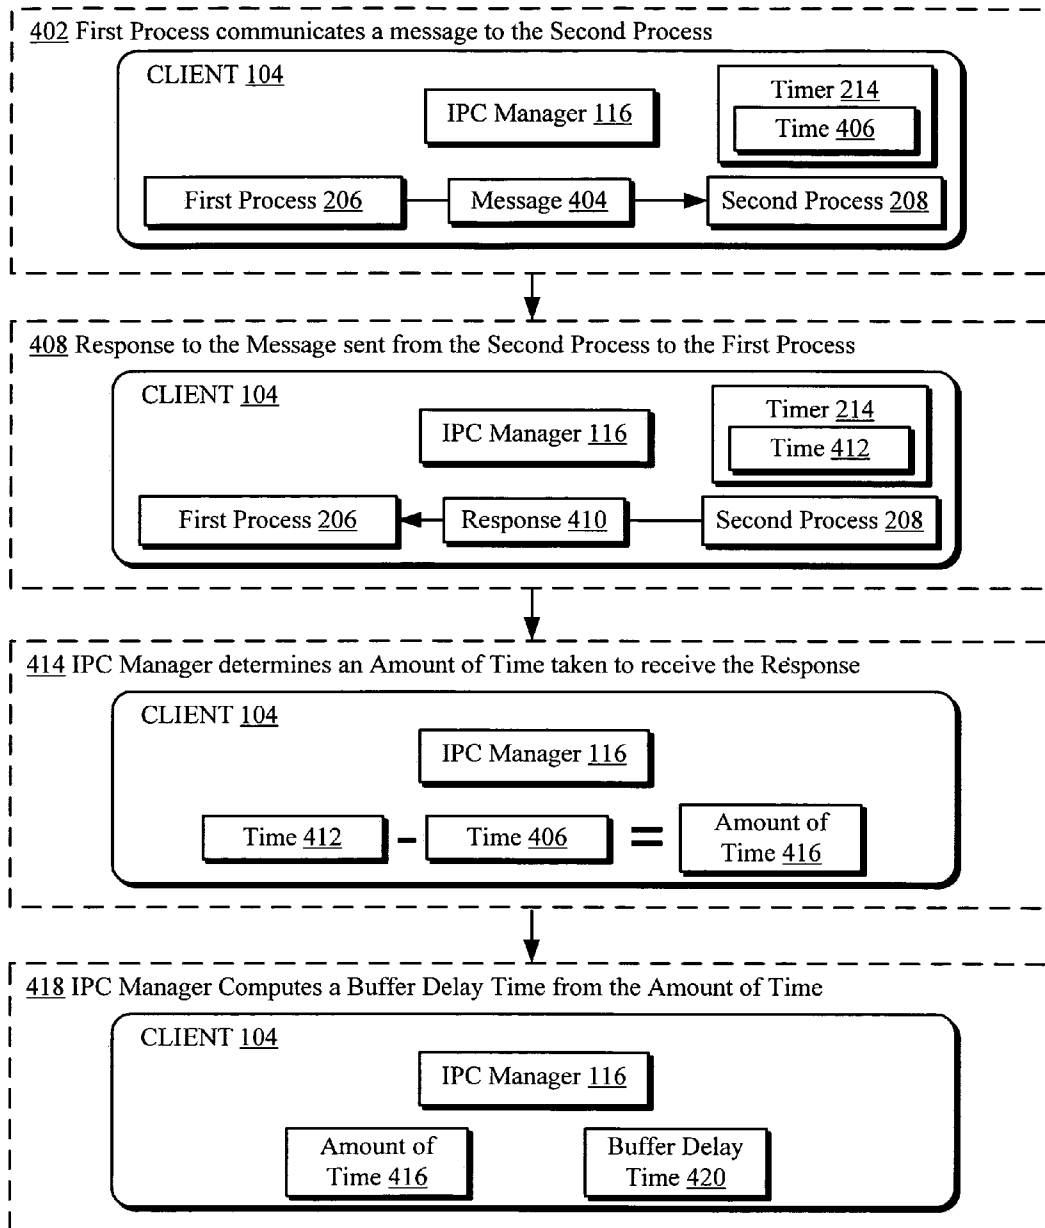 402 First Process communicates a message to the Second Process
CLIENT 104
IPC Manager 116
Timer 214
Time 406
First Process 206
Message 404
Second Process 208
408 Response to the Message sent from the Second Process to the First Process
CLIENT 104
IPC Manager 116
Timer 214
Time 412
First Process 206
Response 410
Second Process 208
414 IPC Manager determines an Amount of Time taken to receive the Response
CLIENT 104
IPC Manager 116
Time 412 - Time 406 = Amount of
Time 416
418 IPC Manager Computes a Buffer Delay Time from the Amount of Time
CLIENT 104
IPC Manager 116
Amount of
Time 416
Buffer Delay
Time 420